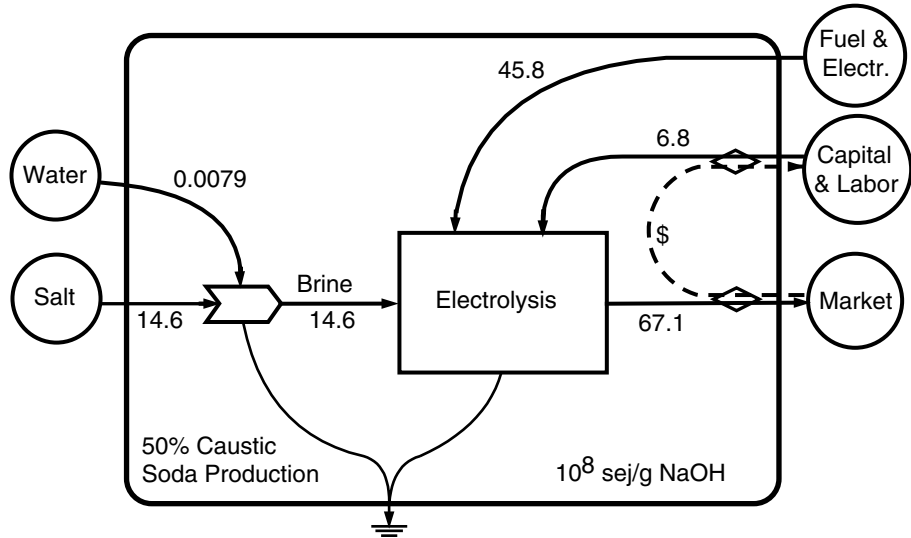 Fuel &
Electr.
45.8
6.8
Capital
& Labor
Water
0.0079
$
Salt
14.6
Brine
14.6
Electrolysis
67.1
Market
50% Caustic
Soda Production
10⁸ sej/g NaOH